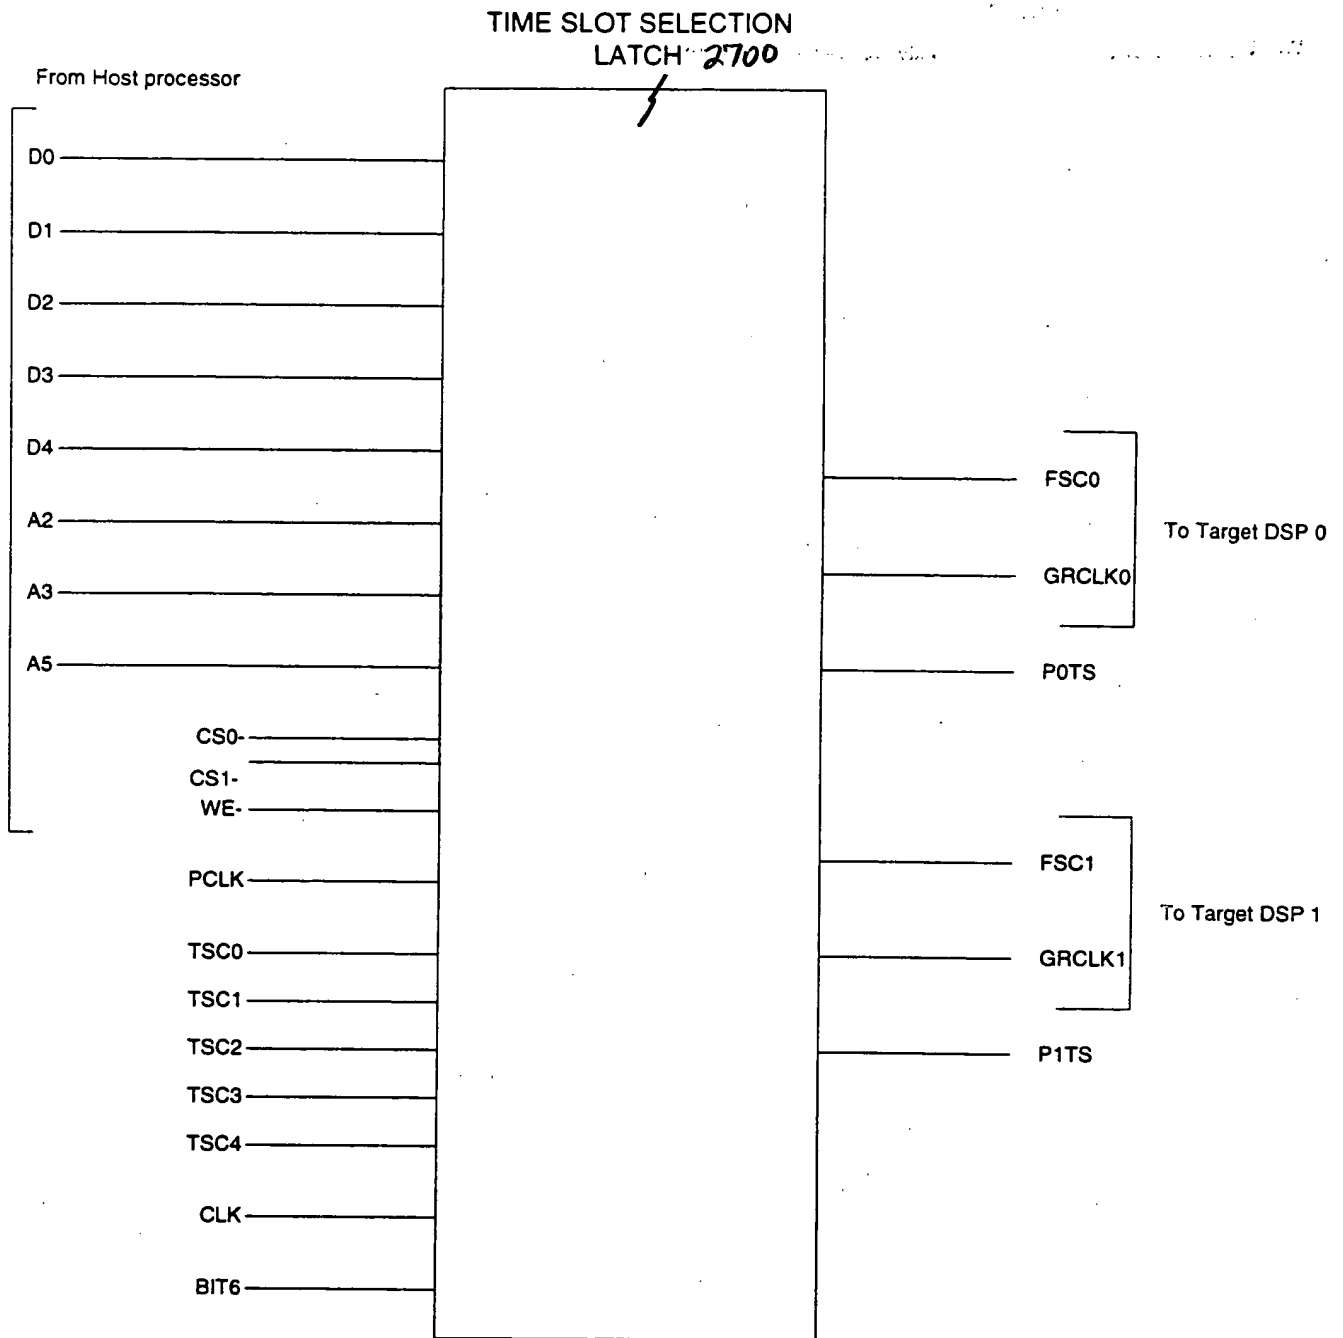 TIME SLOT SELECTION
LATCH 2700
From Host processor
D0
D1
D2
D3
D4
A2
A3
A5
CS0-
CS1-
WE-
PCLK
TSC0
TSC1
TSC2
TSC3
TSC4
CLK
BIT6
FSC0
GRCLK0
P0TS
To Target DSP 0
FSC1
GRCLK1
P1TS
To Target DSP 1